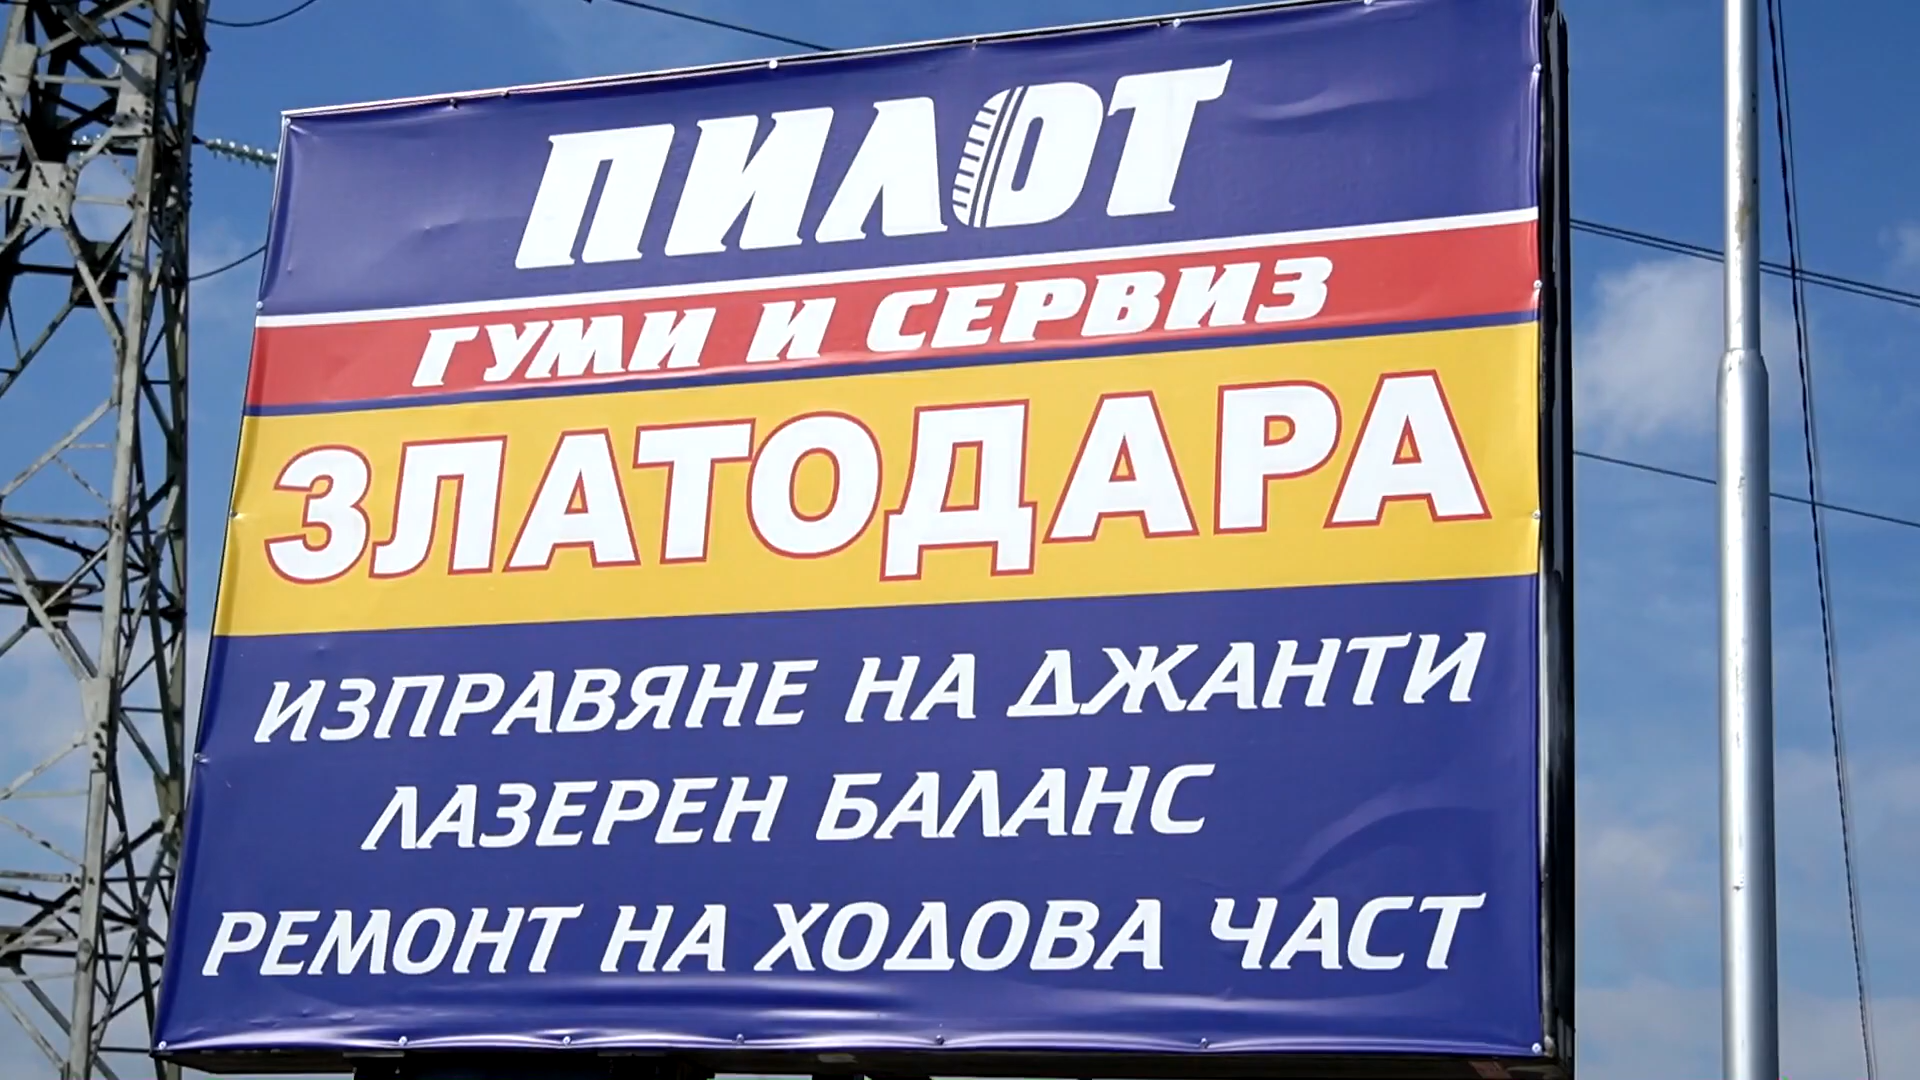 ПИЛОТ
ГУМИ И СЕРВИЗ
ЗЛАТОДАРА
ИЗПРАВЯНЕ НА ДЖАНТИ
ЛАЗЕРЕН БАЛАНС
РЕМОНТ НА ХОДОВА ЧАСТ